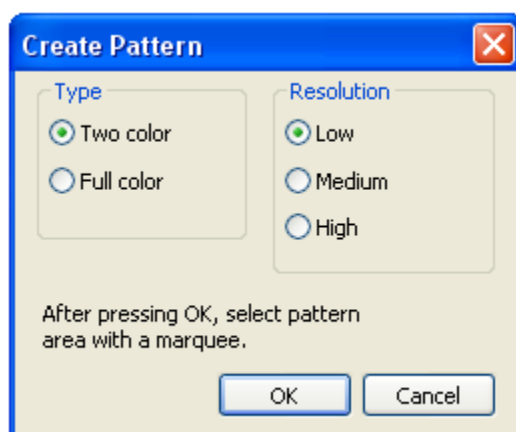 Create Pattern
Type
Two color
Full color
Resolution
Low
Medium
High
After pressing OK, select pattern
area with a marquee.
OK
Cancel